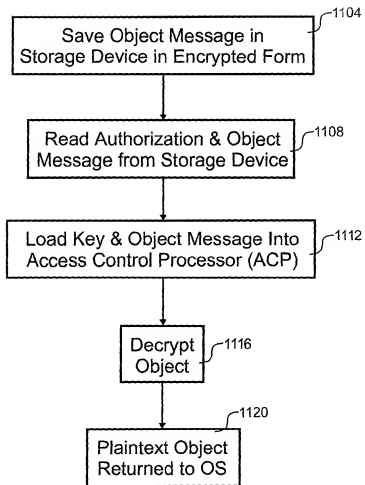 1104
Save Object Message in
Storage Device in Encrypted Form
1108
Read Authorization & Object
Message from Storage Device
1112
Load Key & Object Message Into
Access Control Processor (ACP)
1116
Decrypt
Object
1120
Plaintext Object
Returned to OS